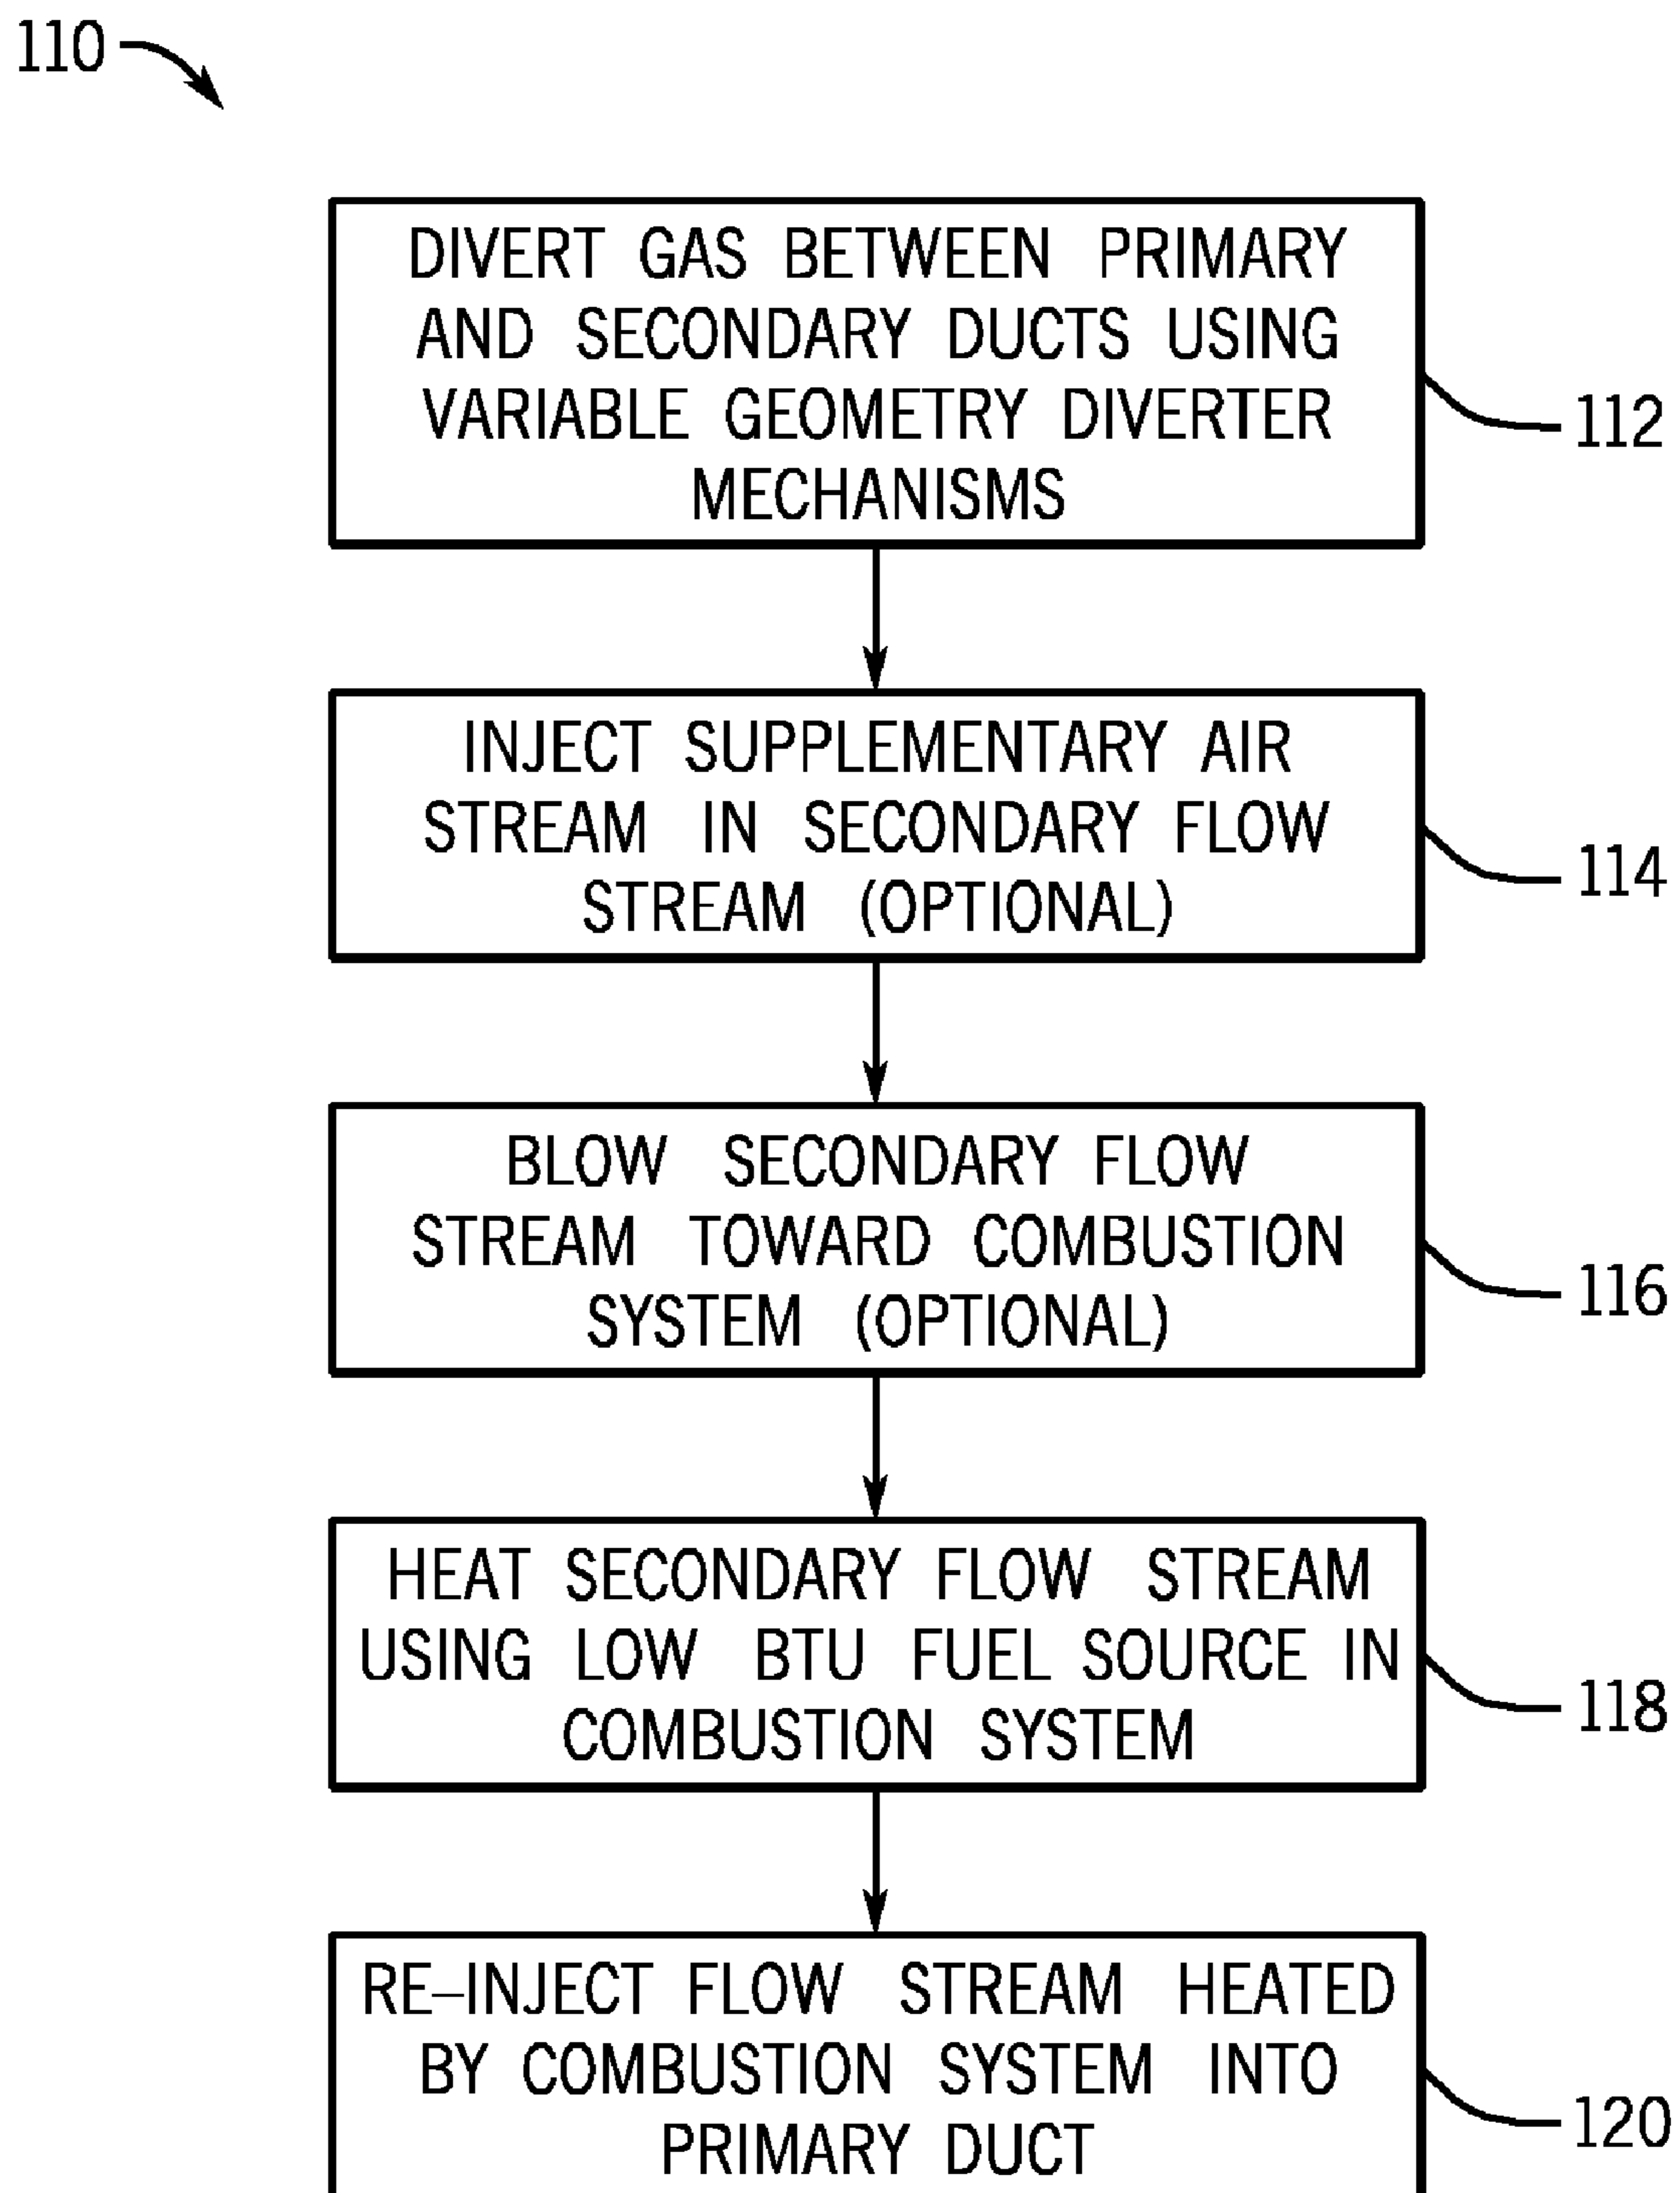 110
DIVERT GAS BETWEEN PRIMARY
AND SECONDARY DUCTS USING
VARIABLE GEOMETRY DIVERTER
MECHANISMS
112
INJECT SUPPLEMENTARY AIR
STREAM IN SECONDARY FLOW
STREAM (OPTIONAL)
114
BLOW SECONDARY FLOW
STREAM TOWARD COMBUSTION
SYSTEM (OPTIONAL)
116
HEAT SECONDARY FLOW STREAM
USING LOW BTU FUEL SOURCE IN
COMBUSTION SYSTEM
118
RE–INJECT FLOW STREAM HEATED
BY COMBUSTION SYSTEM INTO
PRIMARY DUCT
120